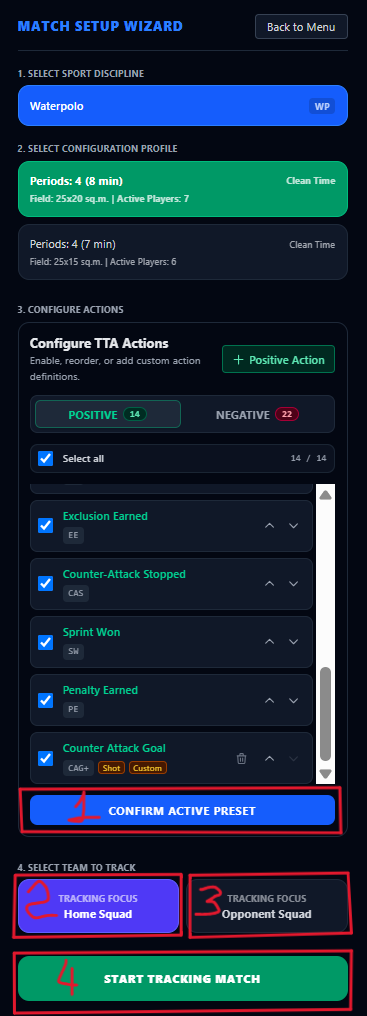 MATCH SETUP WIZARD
Back to Menu
1. SELECT SPORT DISCIPLINE
Waterpolo
WP
2. SELECT CONFIGURATION PROFILE
Periods: 4 (8 min)
Clean Time
Field: 25x20 sq.m. | Active Players: 7
Periods: 4 (7 min)
Clean Time
Field: 25x15 sq.m. | Active Players: 6
3. CONFIGURE ACTIONS
Configure TTA Actions
Enable, reorder, or add custom action
definitions.
+ Positive Action
POSITIVE 14
NEGATIVE 22
Select all
14 / 14
Exclusion Earned
EE
Counter-Attack Stopped
CAS
Sprint Won
SW
Penalty Earned
PE
Counter Attack Goal
CAG+ Shot Custom
1 CONFIRM ACTIVE PRESET
4. SELECT TEAM TO TRACK
2
TRACKING FOCUS
Home Squad
3
TRACKING FOCUS
Opponent Squad
4 START TRACKING MATCH